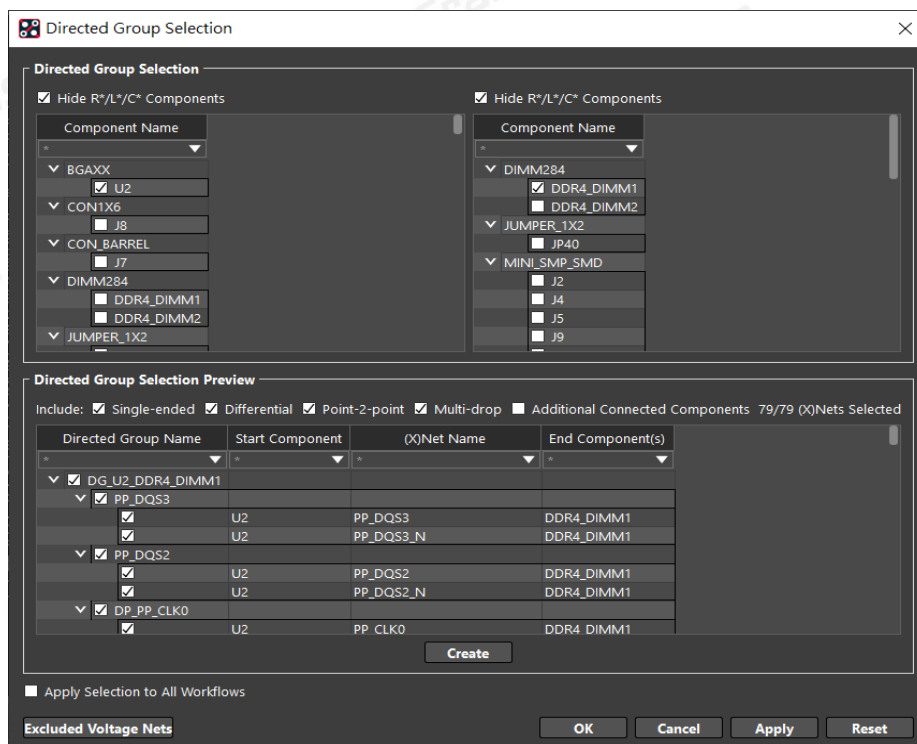 Directed Group Selection
Directed Group Selection
Hide R*/L*/C* Components Hide R*/L*/C* Components
Component Name Component Name
* *
BGAXX DIMM284
U2 DDR4_DIMM1
CON1X6 DDR4_DIMM2
J8 JUMPER_1X2
CON_BARREL JP40
J7 MINI_SMP_SMD
DIMM284 J2
DDR4_DIMM1 J4
DDR4_DIMM2 J5
JUMPER_1X2 J9
Directed Group Selection Preview
Include: Single-ended Differential Point-2-point Multi-drop Additional Connected Components 79/79 (X)Nets Selected
Directed Group Name Start Component (X)Net Name End Component(s)
* * * *
DG_U2_DDR4_DIMM1
PP_DQS3
U2 PP_DQS3 DDR4_DIMM1
U2 PP_DQS3_N DDR4_DIMM1
PP_DQS2
U2 PP_DQS2 DDR4_DIMM1
U2 PP_DQS2_N DDR4_DIMM1
DP_PP_CLK0
U2 PP_CLK0 DDR4_DIMM1
Create
Apply Selection to All Workflows
Excluded Voltage Nets OK Cancel Apply Reset